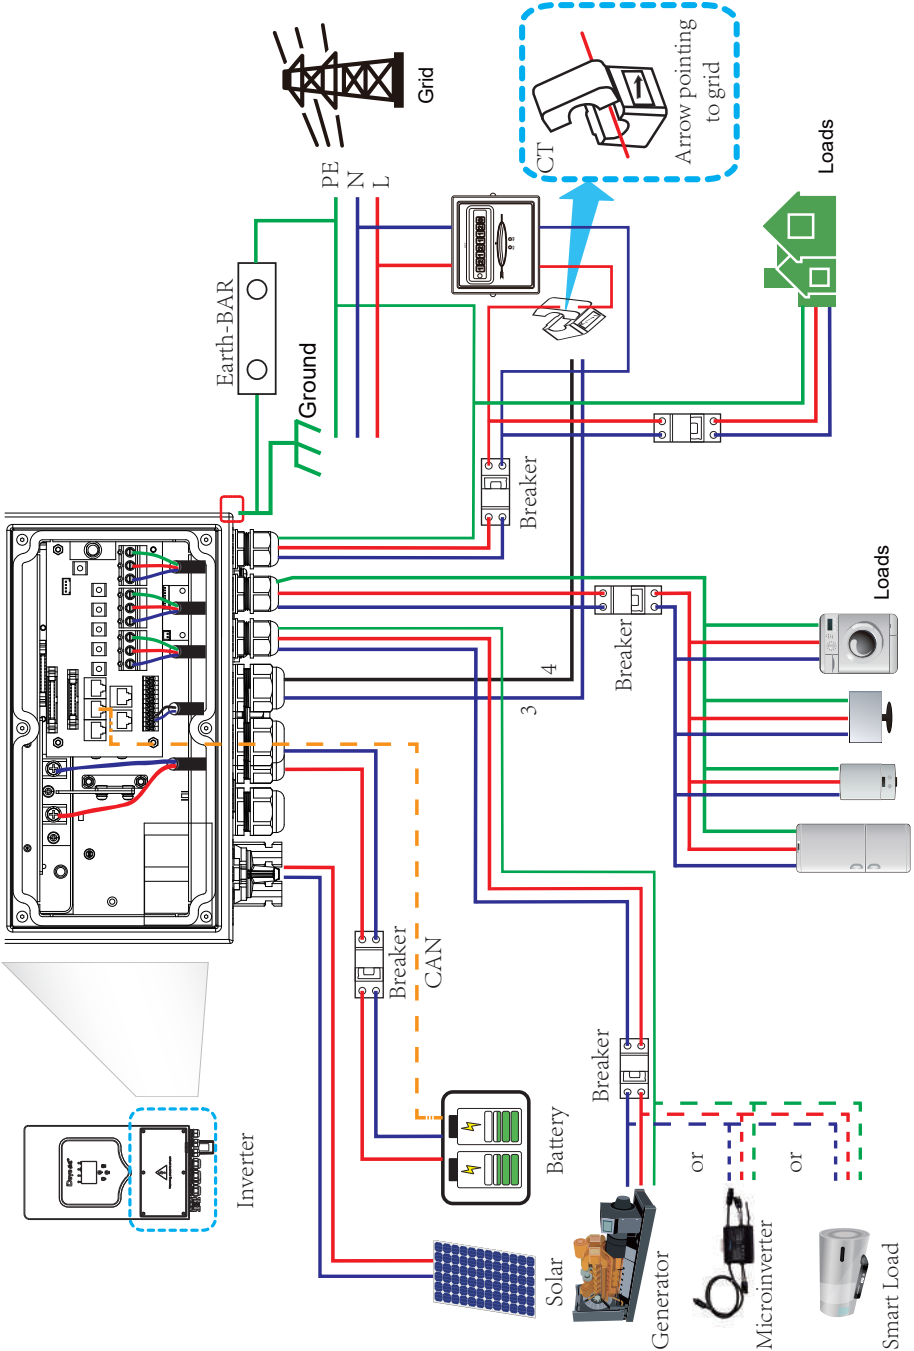 Inverter
Solar
Battery
CAN
Breaker
Generator
or
Microinverter
or
Smart Load
Breaker
3
4
Breaker
Breaker
Loads
Earth-BAR
Ground
PE
N
L
Grid
CT
Arrow pointing
to grid
Loads